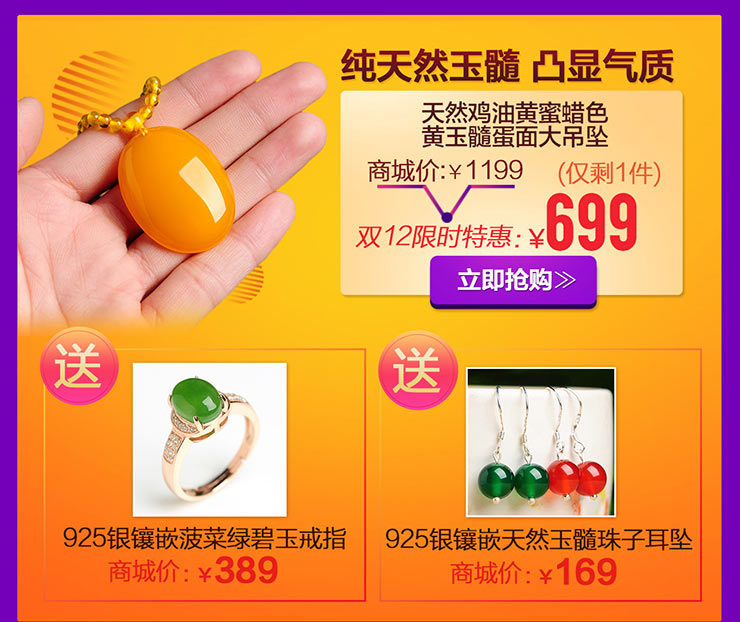 纯天然玉髓 凸显气质
天然鸡油黄蜜蜡色
黄玉髓蛋面大吊坠
商城价:¥1199 (仅剩1件)
双12限时特惠:¥699
立即抢购>>
送
925银镶嵌菠菜绿碧玉戒指
商城价:¥389
送
925银镶嵌天然玉髓珠子耳坠
商城价:¥169